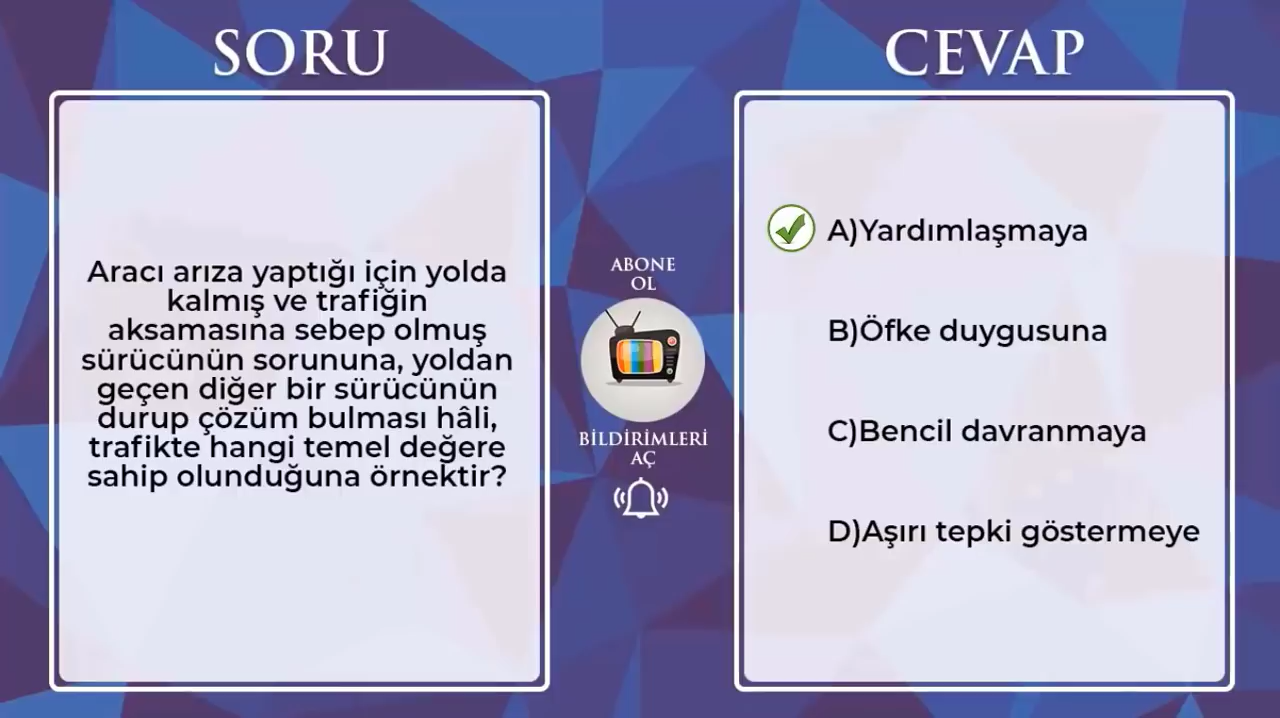 SORU
Aracı arıza yaptığı için yolda
kalmış ve trafiğin
aksamasına sebep olmuş
sürücünün sorununa, yoldan
geçen diğer bir sürücünün
durup çözüm bulması hâli,
trafikte hangi temel değere
sahip olunduğuna örnektir?
ABONE
OL
BİLDİRİMLERİ
AÇ
CEVAP
A)Yardımlaşmaya
B)Öfke duygusuna
C)Bencil davranmaya
D)Aşırı tepki göstermeye